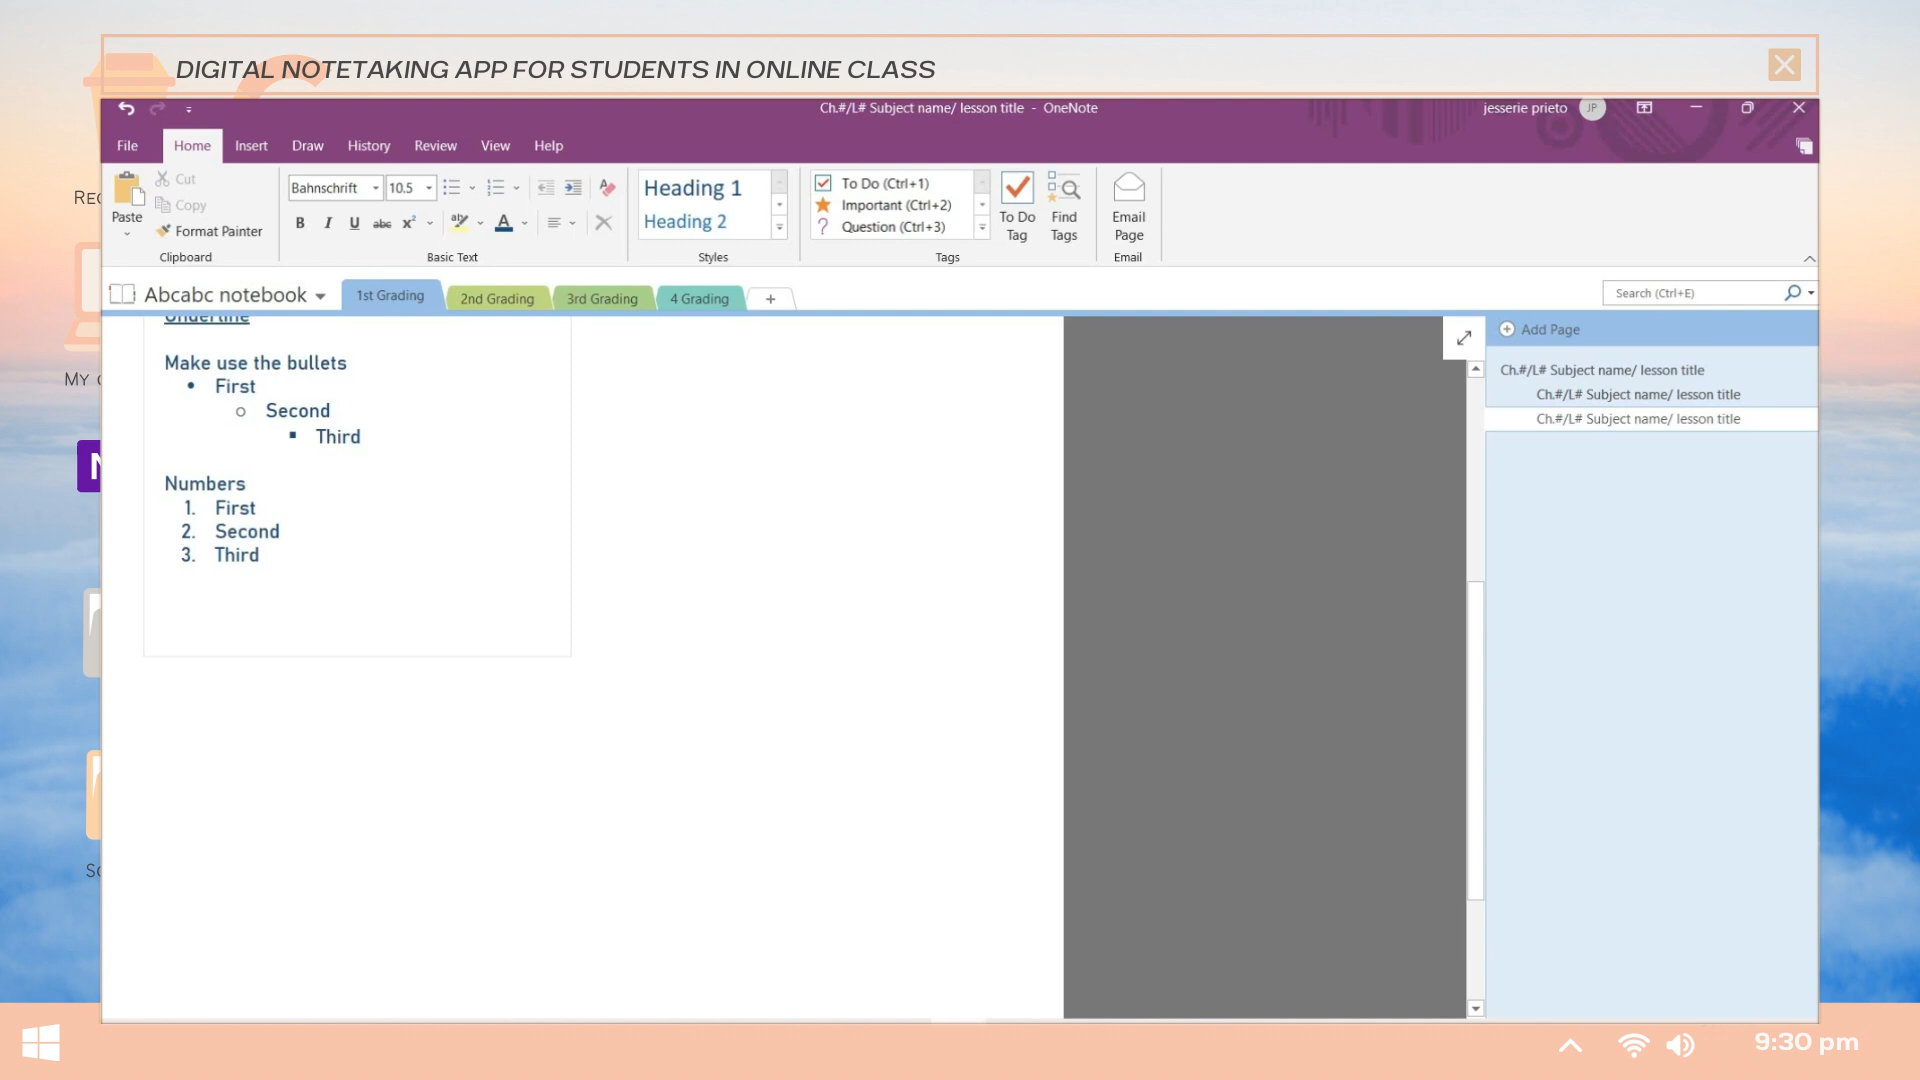 DIGITAL NOTETAKING APP FOR STUDENTS IN ONLINE CLASS
Ch.#/L# Subject name/ lesson title - OneNote
jesserie prieto
JP
File
Home
Insert
Draw
History
Review
View
Help
Paste
Cut
Copy
Format Painter
Clipboard
Bahnschrift
10.5
B
I
U
abc
x²
A
Basic Text
Heading 1
Heading 2
Styles
To Do (Ctrl+1)
Important (Ctrl+2)
Question (Ctrl+3)
To Do
Tag
Find
Tags
Tags
Email
Page
Email
Abcabc notebook
1st Grading
2nd Grading
3rd Grading
4 Grading
+
Search (Ctrl+E)
Underline
Make use the bullets
• First
o Second
▪ Third
Numbers
1. First
2. Second
3. Third
Add Page
Ch.#/L# Subject name/ lesson title
Ch.#/L# Subject name/ lesson title
Ch.#/L# Subject name/ lesson title
9:30 pm